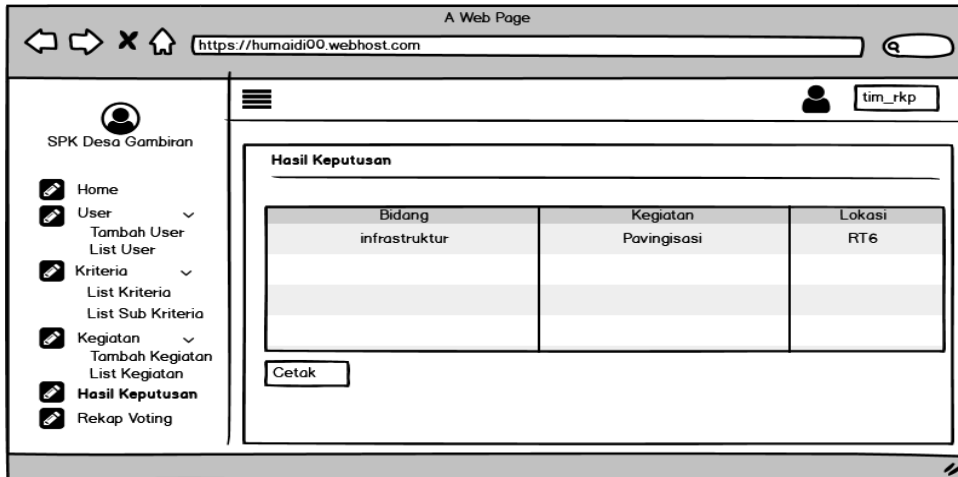 A Web Page
https://humaidi00.webhost.com
tim_rkp
SPK Desa Gambiran
Home
User
Tambah User
List User
Kriteria
List Kriteria
List Sub Kriteria
Kegiatan
Tambah Kegiatan
List Kegiatan
Hasil Keputusan
Rekap Voting
Hasil Keputusan
Bidang Kegiatan Lokasi
infrastruktur Pavingisasi RT6
Cetak